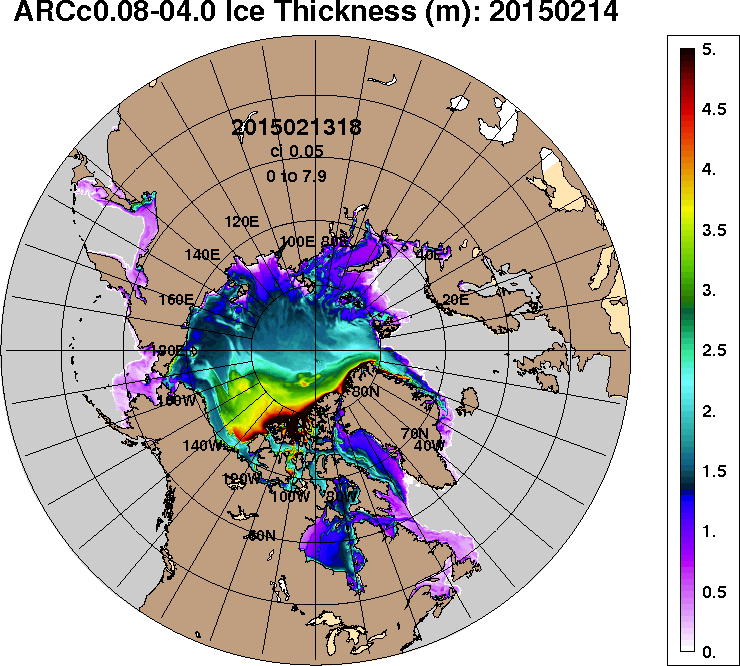 ARCc0.08-04.0 Ice Thickness (m): 20150214
2015021318
ci 0.05
0 to 7.9
120E
100E
80E
140E
40E
160E
20E
180E
160W
80N
70N
40W
140W
120W
100W
80W
60N
5.
4.5
4.
3.5
3.
2.5
2.
1.5
1.
0.5
0.